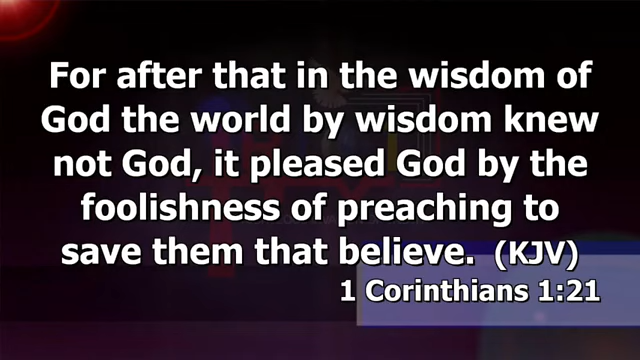 For after that in the wisdom of
God the world by wisdom knew
not God, it pleased God by the
foolishness of preaching to
save them that believe. (KJV)
1 Corinthians 1:21